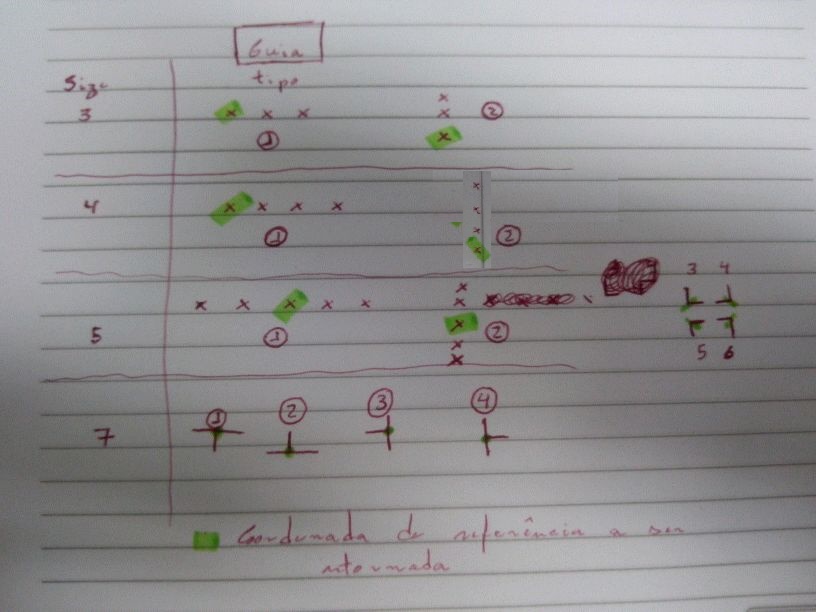 Guia
Size tipo
3 x x x ① x x x ②
4 x x x x ① x x x x ②
5 x x x x x ① x x x x x ②
3 4
5 6
7 ① ② ③ ④
Coordenada de referência a ser
retornada